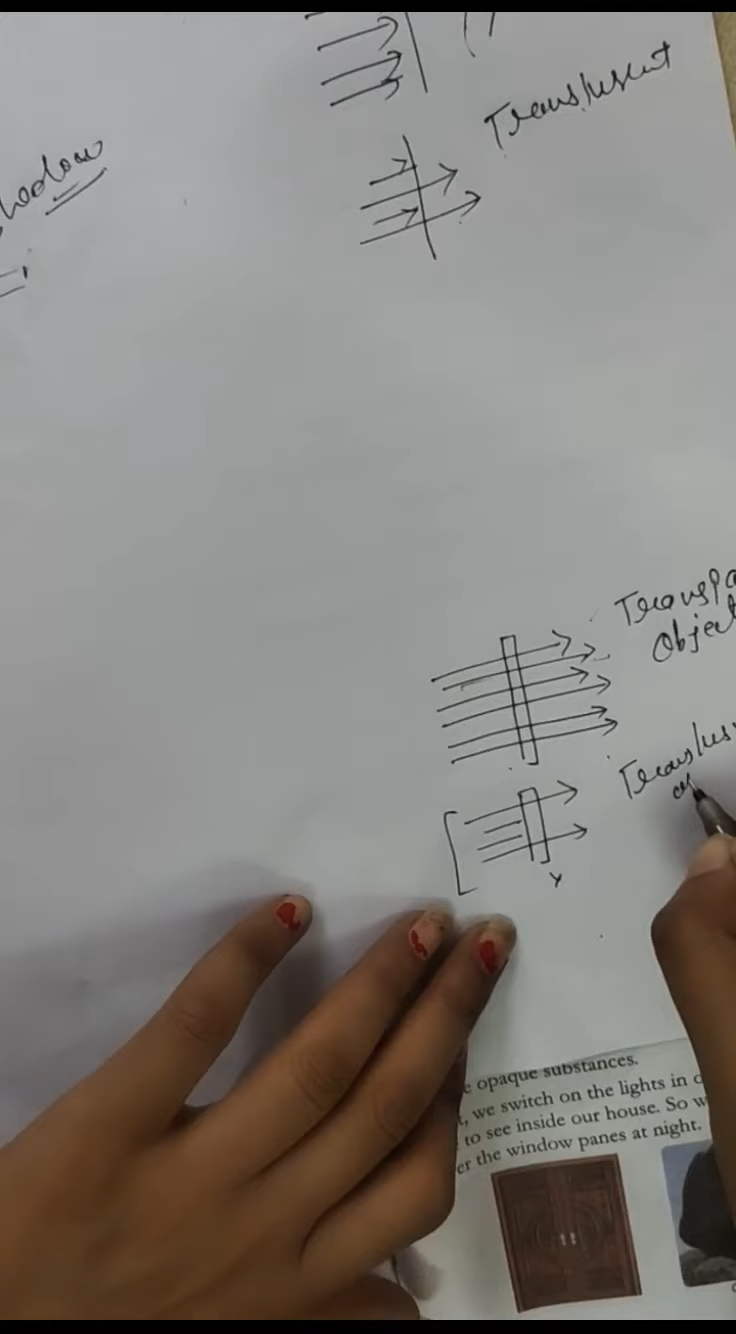 Translusent
hadow
Transpa
Object
Translus
e opaque substances.
t, we switch on the lights in o
to see inside our house. So w
er the window panes at night.